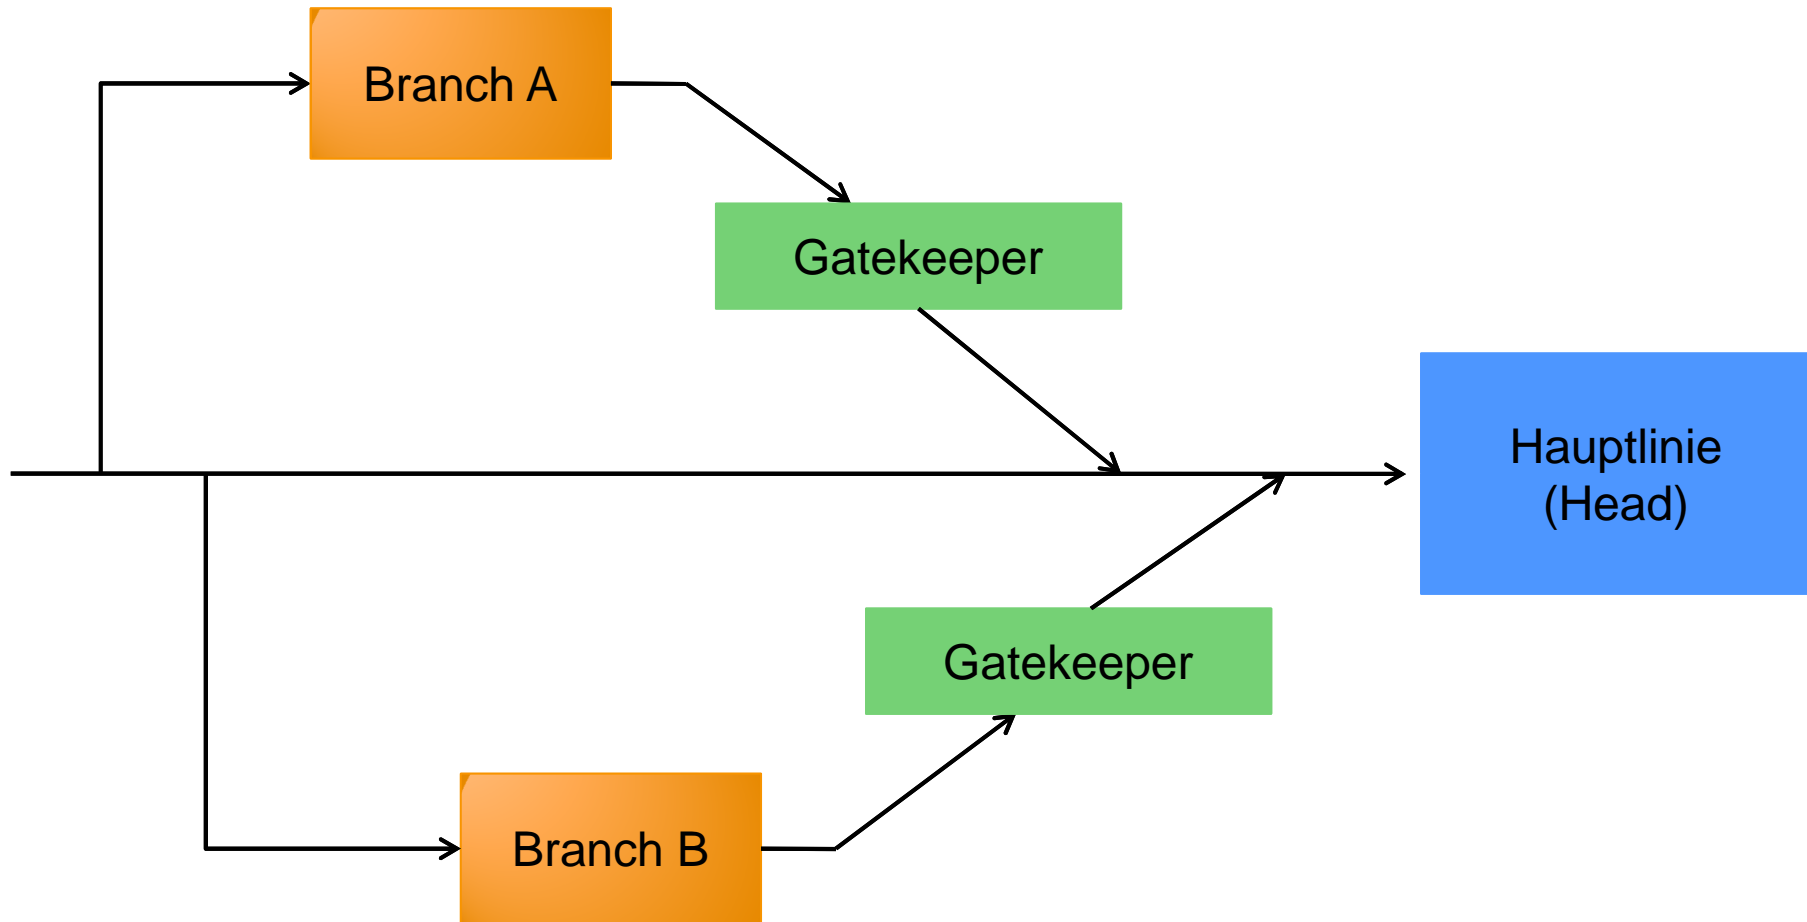 Branch A
Gatekeeper
Hauptlinie
(Head)
Gatekeeper
Branch B